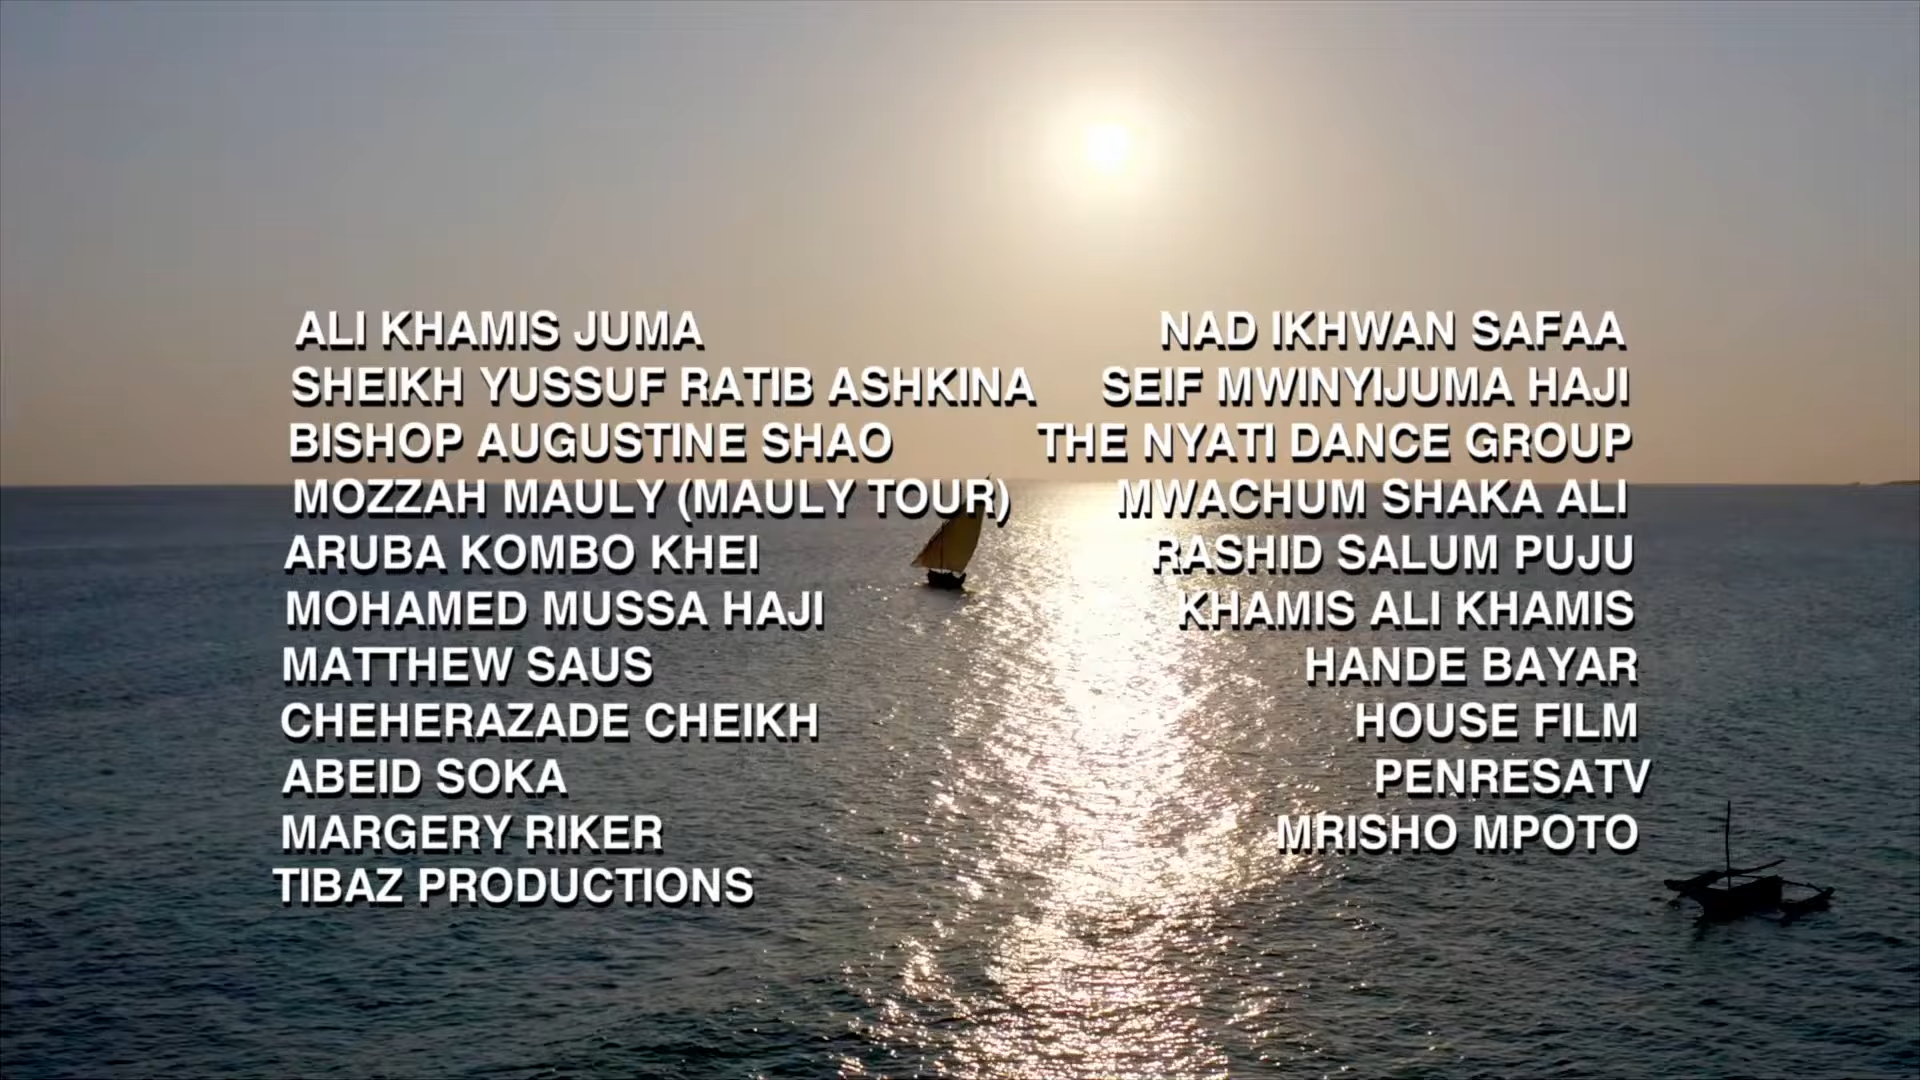 ALI KHAMIS JUMA
SHEIKH YUSSUF RATIB ASHKINA
BISHOP AUGUSTINE SHAO
MOZZAH MAULY (MAULY TOUR)
ARUBA KOMBO KHEI
MOHAMED MUSSA HAJI
MATTHEW SAUS
CHEHERAZADE CHEIKH
ABEID SOKA
MARGERY RIKER
TIBAZ PRODUCTIONS
NAD IKHWAN SAFAA
SEIF MWINYIJUMA HAJI
THE NYATI DANCE GROUP
MWACHUM SHAKA ALI
RASHID SALUM PUJU
KHAMIS ALI KHAMIS
HANDE BAYAR
HOUSE FILM
PENRESATV
MRISHO MPOTO